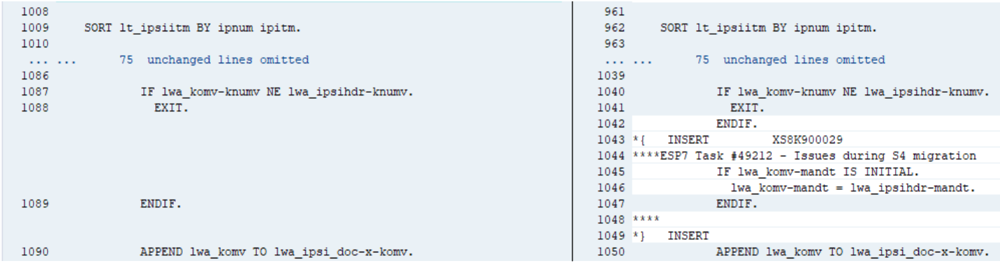 1008
1009 SORT lt_ipsiitm BY ipnum ipitm.
1010
... ... 75 unchanged lines omitted
1086
1087 IF lwa_komv-knumv NE lwa_ipsihdr-knumv.
1088 EXIT.
1089 ENDIF.
1090 APPEND lwa_komv TO lwa_ipsi_doc-x-komv.
961
962 SORT lt_ipsiitm BY ipnum ipitm.
963
... ... 75 unchanged lines omitted
1039
1040 IF lwa_komv-knumv NE lwa_ipsihdr-knumv.
1041 EXIT.
1042 ENDIF.
1043 *{ INSERT XS8K900029
1044 ****ESP7 Task #49212 - Issues during S4 migration
1045 IF lwa_komv-mandt IS INITIAL.
1046 lwa_komv-mandt = lwa_ipsihdr-mandt.
1047 ENDIF.
1048 ****
1049 *} INSERT
1050 APPEND lwa_komv TO lwa_ipsi_doc-x-komv.